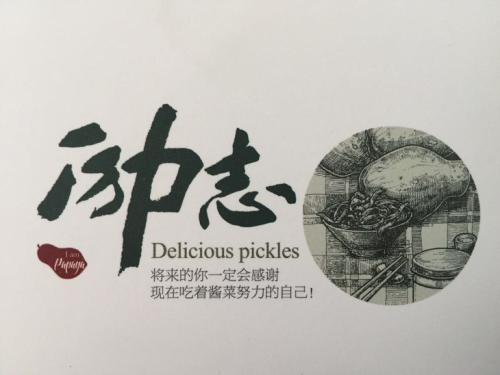 励志
Delicious pickles
I am
Papaya
将来的你一定会感谢
现在吃着酱菜努力的自己!